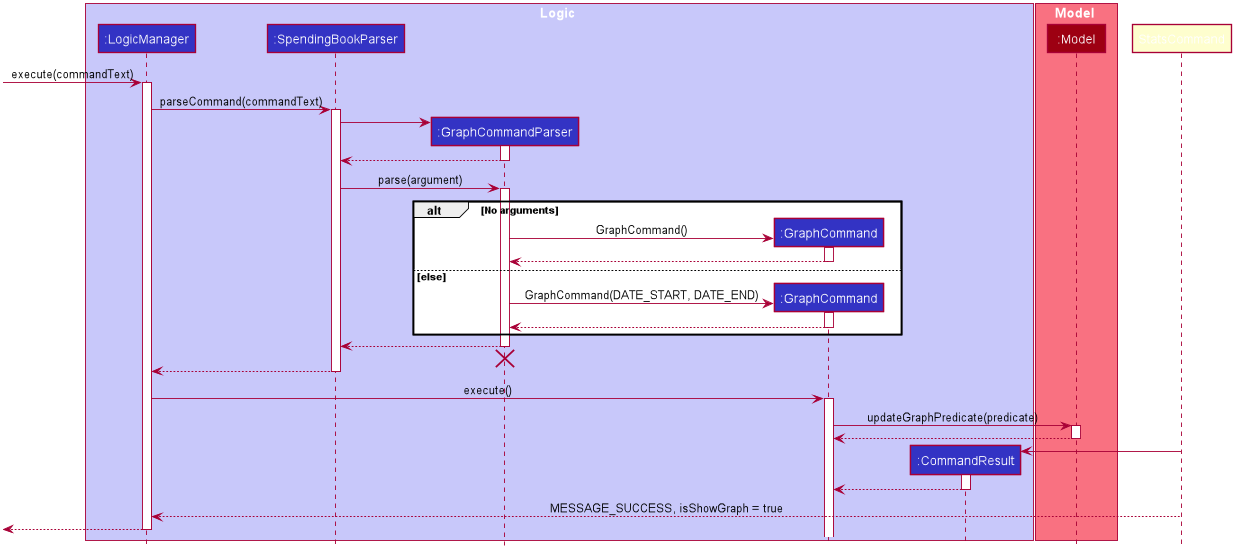 Logic
Model
:LogicManager
:SpendingBookParser
:Model
execute(commandText)
parseCommand(commandText)
:GraphCommandParser
parse(argument)
alt
[No arguments]
GraphCommand()
:GraphCommand
[else]
GraphCommand(DATE_START, DATE_END)
:GraphCommand
execute()
updateGraphPredicate(predicate)
:CommandResult
MESSAGE_SUCCESS, isShowGraph = true